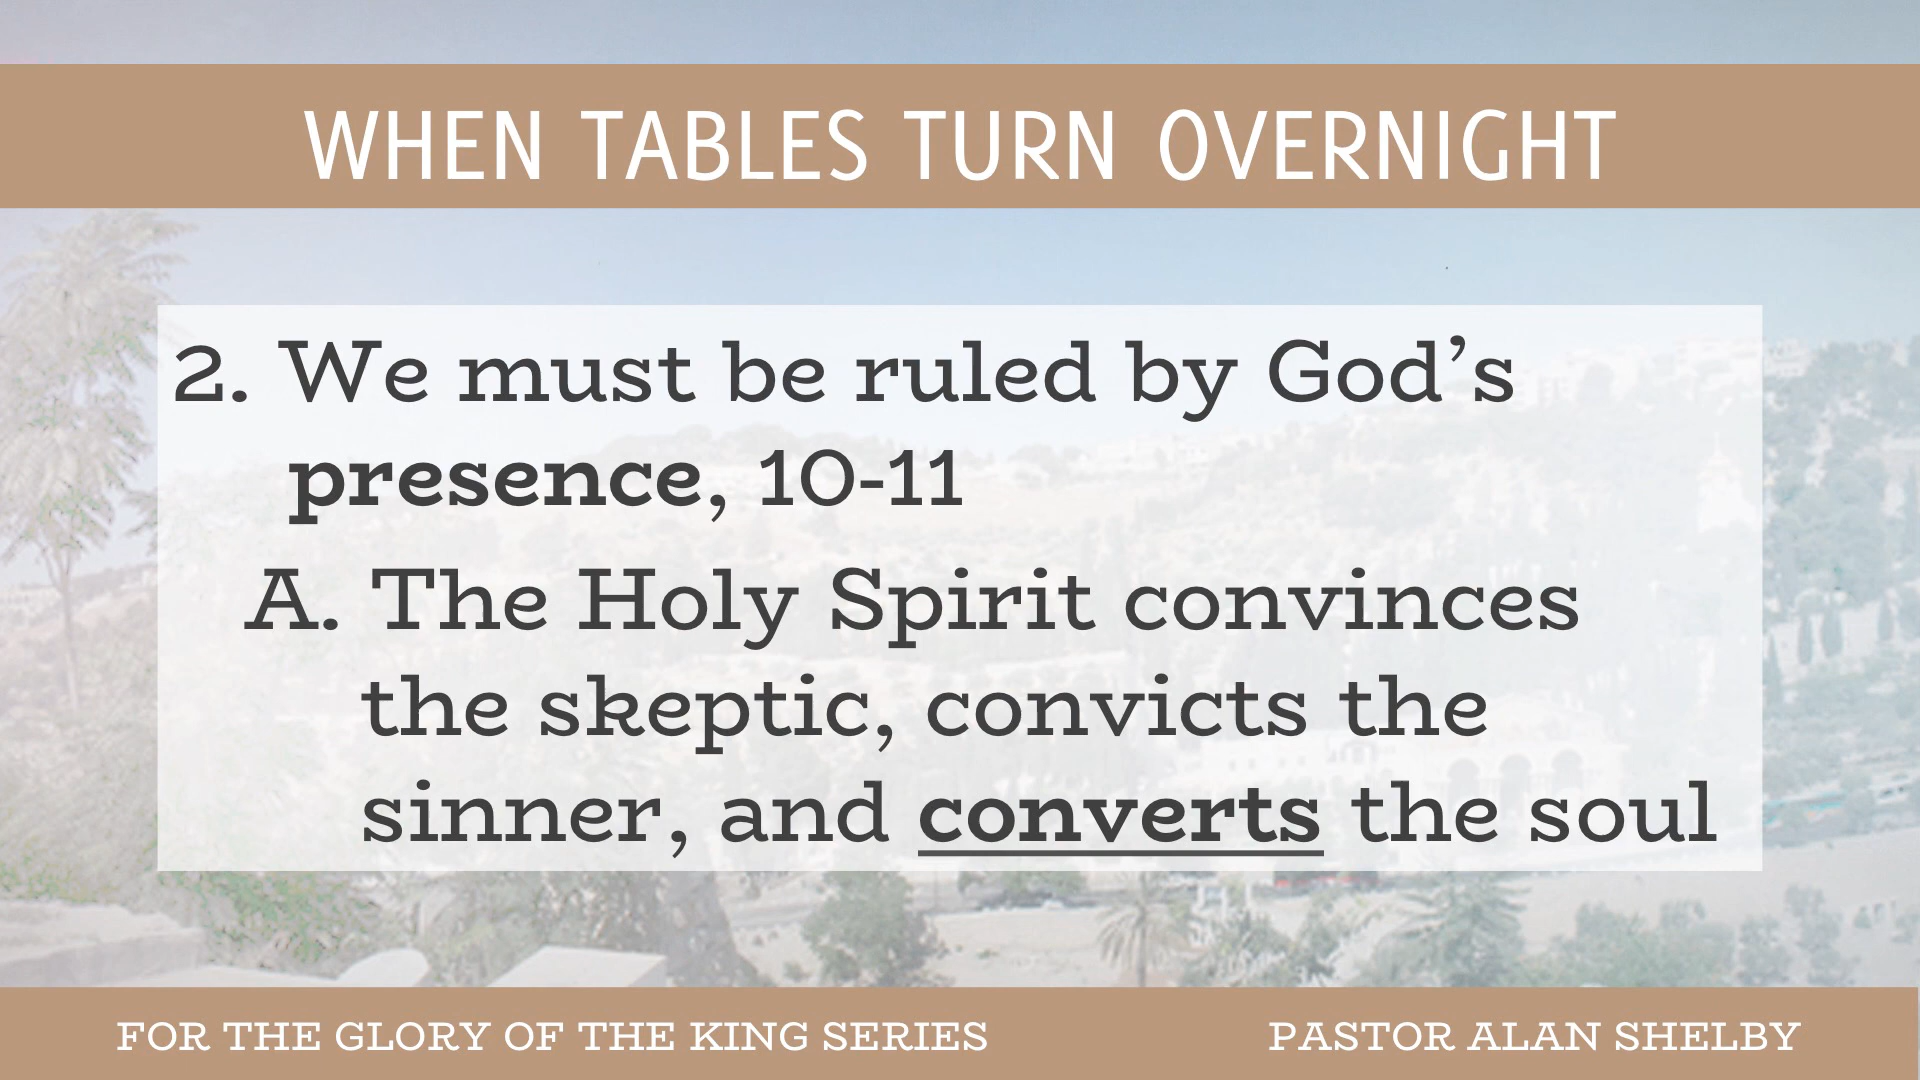 WHEN TABLES TURN OVERNIGHT
2. We must be ruled by God’s
presence, 10-11
A. The Holy Spirit convinces
the skeptic, convicts the
sinner, and converts the soul
FOR THE GLORY OF THE KING SERIES
PASTOR ALAN SHELBY